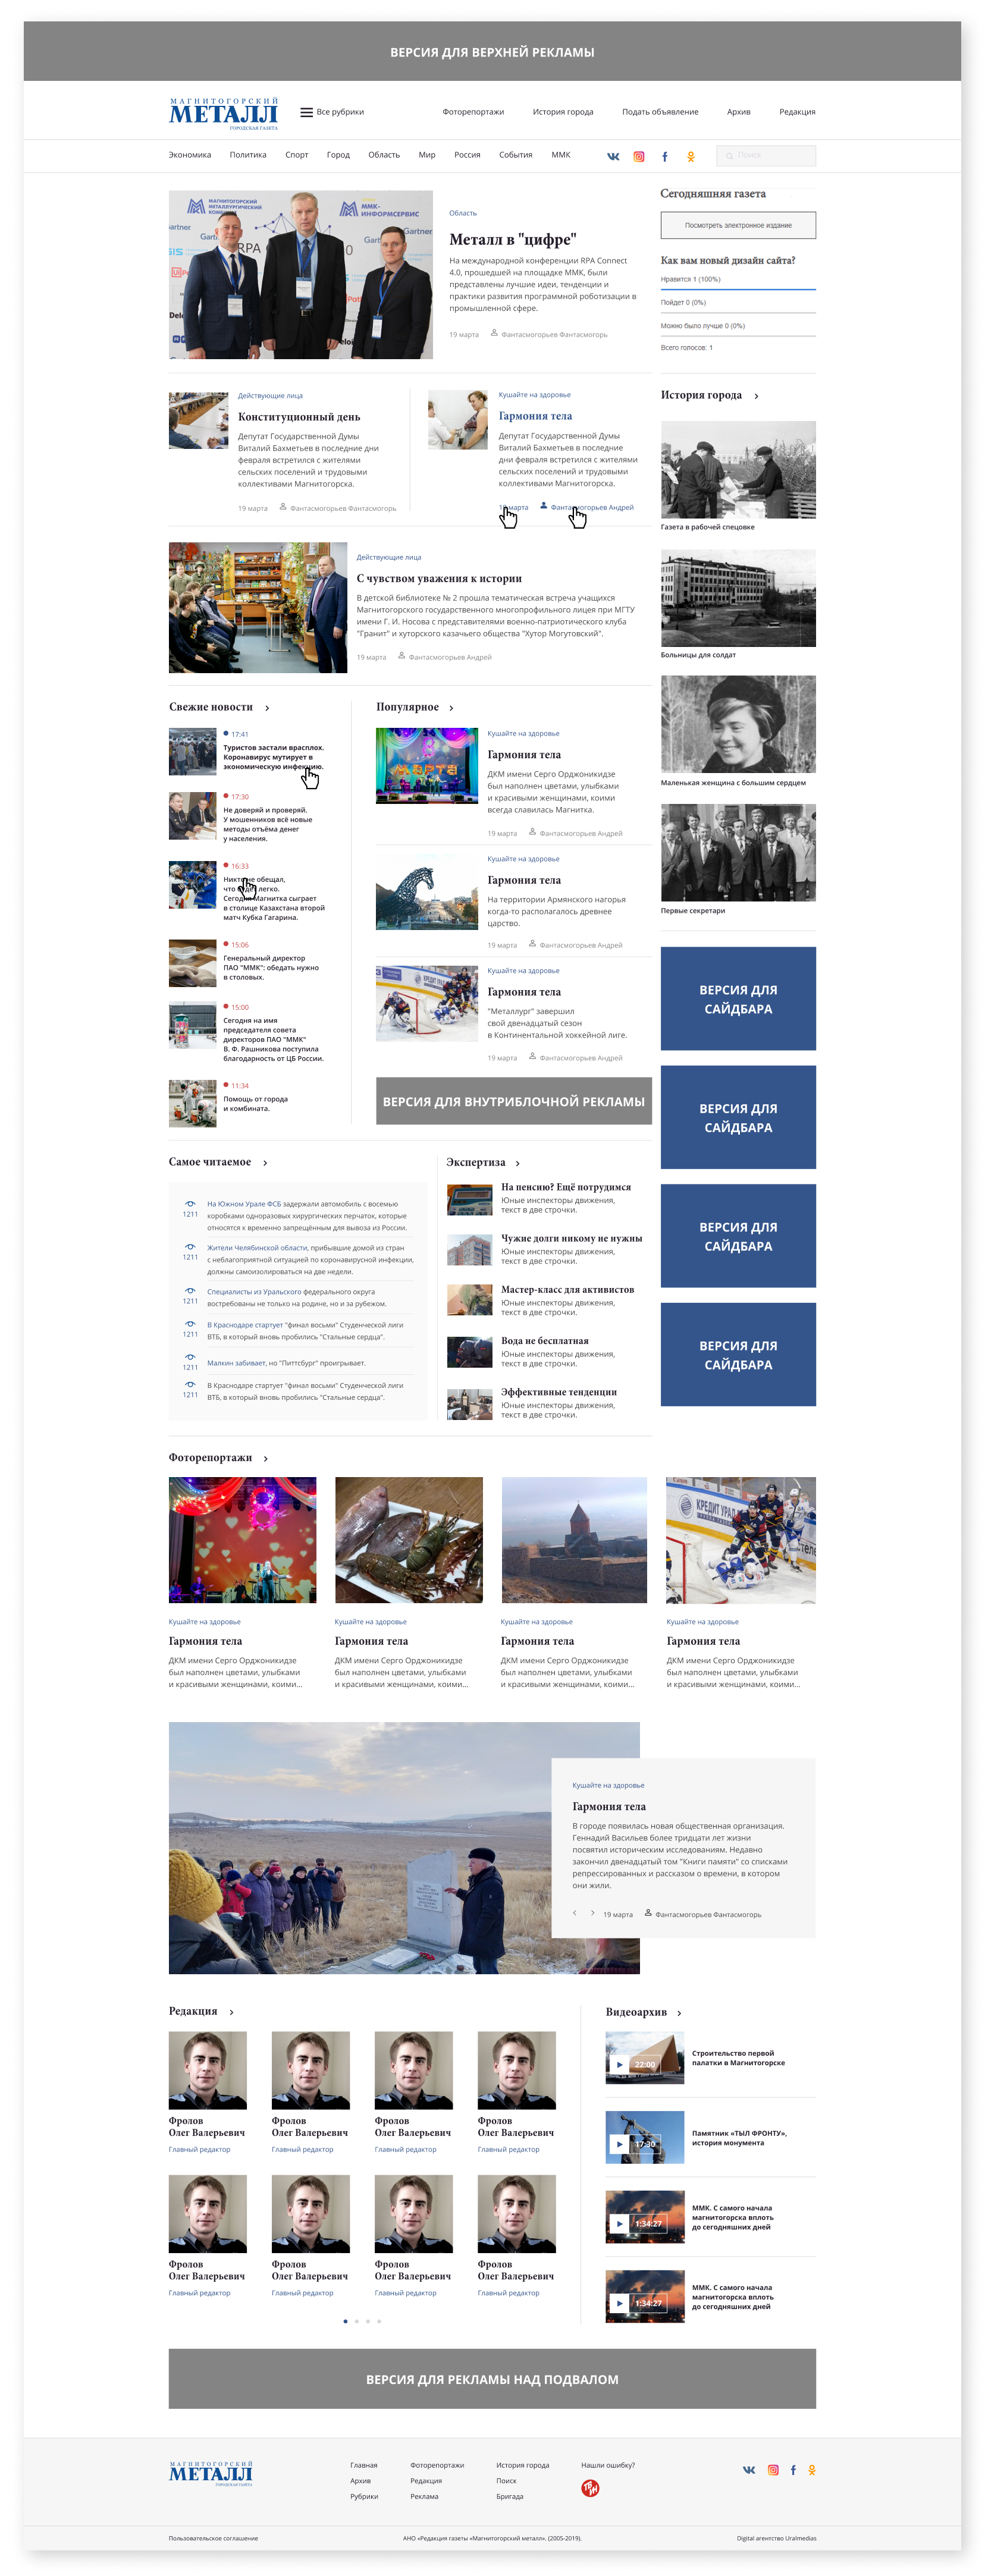 ВЕРСИЯ ДЛЯ ВЕРХНЕЙ РЕКЛАМЫ
МАГНИТОГОРСКИЙ
МЕТАЛЛ
ГОРОДСКАЯ ГАЗЕТА
Все рубрики
Фоторепортажи
История города
Подать объявление
Архив
Редакция
Экономика
Политика
Спорт
Город
Область
Мир
Россия
События
ММК
Поиск
Область
Металл в "цифре"
На международной конференции RPA Connect
4.0, прошедшей на площадке ММК, были
представлены лучшие идеи, тенденции и
практики развития программной роботизации в
промышленной сфере.
19 марта
Фантасмогорьев Фантасмогорь
Сегодняшняя газета
Посмотреть электронное издание
Как вам новый дизайн сайта?
Нравится 1 (100%)
Пойдет 0 (0%)
Можно было лучше 0 (0%)
Всего голосов: 1
Действующие лица
Конституционный день
Депутат Государственной Думы
Виталий Бахметьев в последние дни
февраля встретился с жителями
сельских поселений и трудовыми
коллективами Магнитогорска.
19 марта
Фантасмогорьев Фантасмогорь
Кушайте на здоровье
Гармония тела
Депутат Государственной Думы
Виталий Бахметьев в последние
дни февраля встретился с жителями
сельских поселений и трудовыми
коллективами Магнитогорска.
марта
Фантасмогорьев Андрей
История города
Газета в рабочей спецовке
Больницы для солдат
Маленькая женщина с большим сердцем
Первые секретари
Действующие лица
С чувством уважения к истории
В детской библиотеке № 2 прошла тематическая встреча учащихся
Магнитогорского государственного многопрофильного лицея при МГТУ
имени Г. И. Носова с представителями военно-патриотического клуба
"Гранит" и хуторского казачьего общества "Хутор Могутовский".
19 марта
Фантасмогорьев Андрей
Свежие новости
17:41
Туристов застали врасплох.
Коронавирус мутирует в
экономическую инфекцию.
17:30
Не доверяй и проверяй.
У мошенников всё новые
методы отъёма денег
у населения.
16:33
Никто не обещал,
что легко.
Сегодня Магнитка сыграет
в столице Казахстана второй
матч Кубка Гагарина.
15:06
Генеральный директор
ПАО "ММК": обедать нужно
в столовых.
15:00
Сегодня на имя
председателя совета
директоров ПАО "ММК"
В. Ф. Рашникова поступила
благодарность от ЦБ России.
11:34
Помощь от города
и комбината.
Популярное
Кушайте на здоровье
Гармония тела
ДКМ имени Серго Орджоникидзе
был наполнен цветами, улыбками
и красивыми женщинами, коими
всегда славилась Магнитка.
19 марта
Фантасмогорьев Андрей
Кушайте на здоровье
Гармония тела
На территории Армянского нагорья
когда-то располагалось древнее
царство.
19 марта
Фантасмогорьев Андрей
Кушайте на здоровье
Гармония тела
"Металлург" завершил
свой двенадцатый сезон
в Континентальной хоккейной лиге.
19 марта
Фантасмогорьев Андрей
ВЕРСИЯ ДЛЯ ВНУТРИБЛОЧНОЙ РЕКЛАМЫ
ВЕРСИЯ ДЛЯ
САЙДБАРА
ВЕРСИЯ ДЛЯ
САЙДБАРА
ВЕРСИЯ ДЛЯ
САЙДБАРА
ВЕРСИЯ ДЛЯ
САЙДБАРА
Самое читаемое
1211
На Южном Урале ФСБ задержали автомобиль с восемью
коробками одноразовых хирургических перчаток, которые
относятся к временно запрещённым для вывоза из России.
1211
Жители Челябинской области, прибывшие домой из стран
с неблагоприятной ситуацией по коронавирусной инфекции,
должны самоизолироваться на две недели.
1211
Специалисты из Уральского федерального округа
востребованы не только на родине, но и за рубежом.
1211
В Краснодаре стартует "финал восьми" Студенческой лиги
ВТБ, в который вновь пробились "Стальные сердца".
1211
Малкин забивает, но "Питтсбург" проигрывает.
1211
В Краснодаре стартует "финал восьми" Студенческой лиги
ВТБ, в который вновь пробились "Стальные сердца".
Экспертиза
На пенсию? Ещё потрудимся
Юные инспекторы движения,
текст в две строчки.
Чужие долги никому не нужны
Юные инспекторы движения,
текст в две строчки.
Мастер-класс для активистов
Юные инспекторы движения,
текст в две строчки.
Вода не бесплатная
Юные инспекторы движения,
текст в две строчки.
Эффективные тенденции
Юные инспекторы движения,
текст в две строчки.
Фоторепортажи
Кушайте на здоровье
Гармония тела
ДКМ имени Серго Орджоникидзе
был наполнен цветами, улыбками
и красивыми женщинами, коими...
Кушайте на здоровье
Гармония тела
ДКМ имени Серго Орджоникидзе
был наполнен цветами, улыбками
и красивыми женщинами, коими...
Кушайте на здоровье
Гармония тела
ДКМ имени Серго Орджоникидзе
был наполнен цветами, улыбками
и красивыми женщинами, коими...
Кушайте на здоровье
Гармония тела
ДКМ имени Серго Орджоникидзе
был наполнен цветами, улыбками
и красивыми женщинами, коими...
Кушайте на здоровье
Гармония тела
В городе появилась новая общественная организация.
Геннадий Васильев более тридцати лет жизни
посвятил историческим исследованиям. Недавно
закончил двенадцатый том "Книги памяти" со списками
репрессированных и рассказом о времени, в котором
они жили.
19 марта
Фантасмогорьев Фантасмогорь
Редакция
Фролов
Олег Валерьевич
Главный редактор
Фролов
Олег Валерьевич
Главный редактор
Фролов
Олег Валерьевич
Главный редактор
Фролов
Олег Валерьевич
Главный редактор
Фролов
Олег Валерьевич
Главный редактор
Фролов
Олег Валерьевич
Главный редактор
Фролов
Олег Валерьевич
Главный редактор
Фролов
Олег Валерьевич
Главный редактор
Видеоархив
22:00
Строительство первой
палатки в Магнитогорске
17:30
Памятник «ТЫЛ ФРОНТУ»,
история монумента
1:34:27
ММК. С самого начала
магнитогорска вплоть
до сегодняшних дней
1:34:27
ММК. С самого начала
магнитогорска вплоть
до сегодняшних дней
ВЕРСИЯ ДЛЯ РЕКЛАМЫ НАД ПОДВАЛОМ
МАГНИТОГОРСКИЙ
МЕТАЛЛ
ГОРОДСКАЯ ГАЗЕТА
Главная
Архив
Рубрики
Фоторепортажи
Редакция
Реклама
История города
Поиск
Бригада
Нашли ошибку?
Пользовательское соглашение
АНО «Редакция газеты «Магнитогорский металл». (2005-2019).
Digital агентство Uralmedias